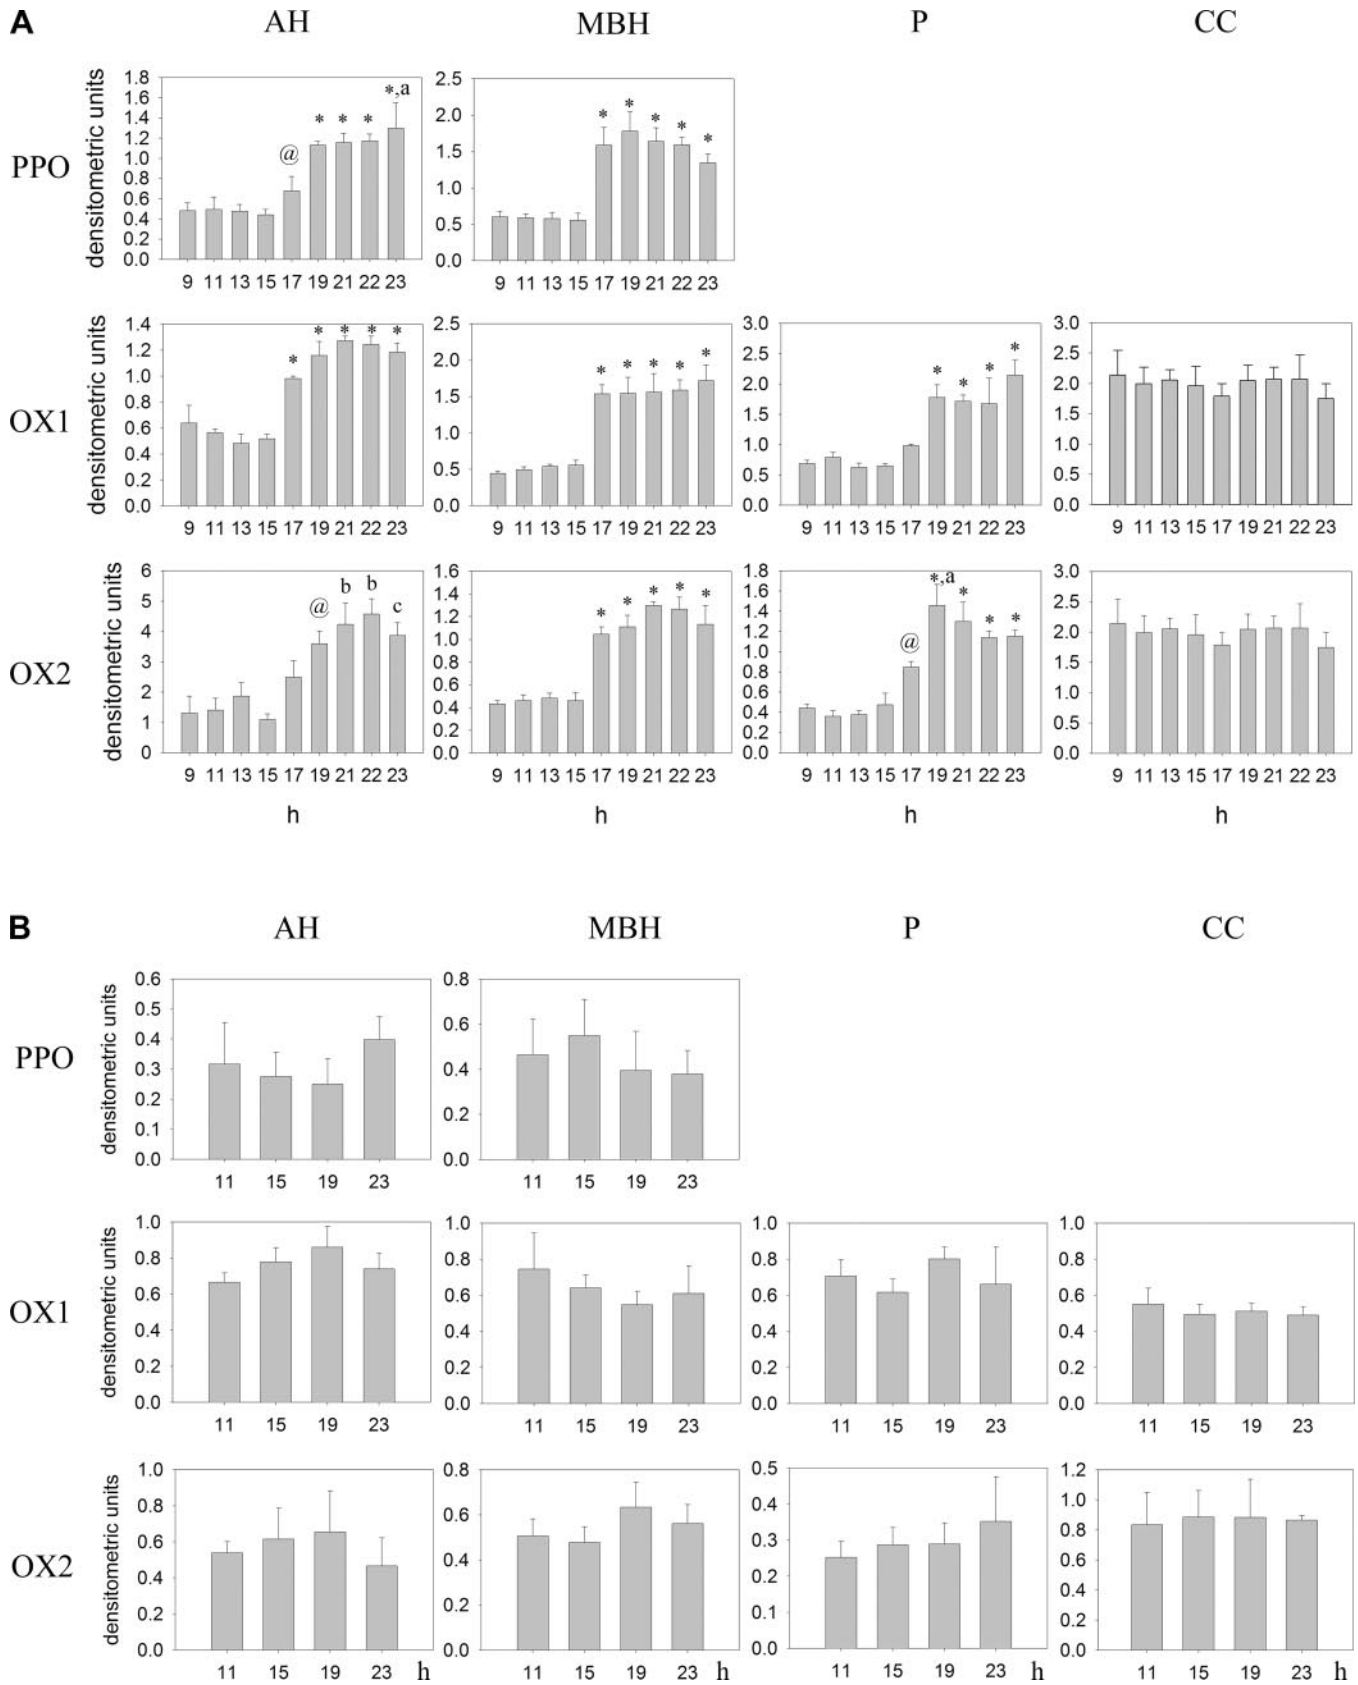 A AH MBH P CC
PPO
densitometric units
1.8
1.6
1.4
1.2
1.0
0.8
0.6
0.4
0.2
0.0
@ * * * *,a
9 11 13 15 17 19 21 22 23
2.5
2.0
1.5
1.0
0.5
0.0
* * * * *
9 11 13 15 17 19 21 22 23
OX1
densitometric units
1.4
1.2
1.0
0.8
0.6
0.4
0.2
0.0
* * * * *
9 11 13 15 17 19 21 22 23
2.5
2.0
1.5
1.0
0.5
0.0
* * * * *
9 11 13 15 17 19 21 22 23
3.0
2.5
2.0
1.5
1.0
0.5
0.0
* * * *
9 11 13 15 17 19 21 22 23
3.0
2.5
2.0
1.5
1.0
0.5
0.0
9 11 13 15 17 19 21 22 23
OX2
densitometric units
6
5
4
3
2
1
0
@ b b c
9 11 13 15 17 19 21 22 23
h
1.6
1.4
1.2
1.0
0.8
0.6
0.4
0.2
0.0
* * * * *
9 11 13 15 17 19 21 22 23
h
1.8
1.6
1.4
1.2
1.0
0.8
0.6
0.4
0.2
0.0
@ *,a * * *
9 11 13 15 17 19 21 22 23
h
3.0
2.5
2.0
1.5
1.0
0.5
0.0
9 11 13 15 17 19 21 22 23
h
B AH MBH P CC
PPO
densitometric units
0.6
0.5
0.4
0.3
0.2
0.1
0.0
11 15 19 23
0.8
0.6
0.4
0.2
0.0
11 15 19 23
OX1
densitometric units
1.0
0.8
0.6
0.4
0.2
0.0
11 15 19 23
1.0
0.8
0.6
0.4
0.2
0.0
11 15 19 23
1.0
0.8
0.6
0.4
0.2
0.0
11 15 19 23
1.0
0.8
0.6
0.4
0.2
0.0
11 15 19 23
OX2
densitometric units
1.0
0.8
0.6
0.4
0.2
0.0
11 15 19 23 h
0.8
0.6
0.4
0.2
0.0
11 15 19 23 h
0.5
0.4
0.3
0.2
0.1
0.0
11 15 19 23 h
1.2
1.0
0.8
0.6
0.4
0.2
0.0
11 15 19 23 h